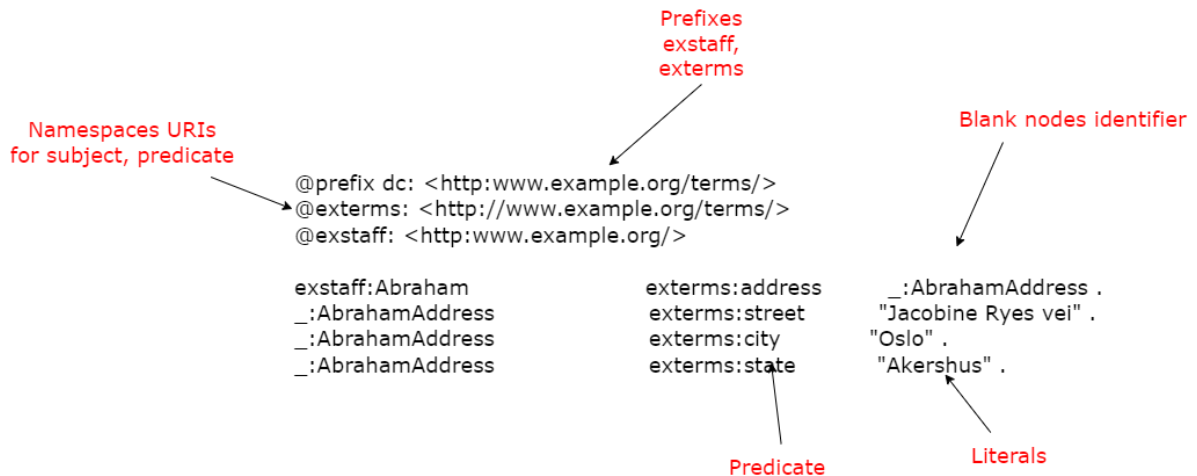 Prefixes
exstaff,
exterms
Namespaces URIs
for subject, predicate
Blank nodes identifier
@prefix dc: <http:www.example.org/terms/>
@exterms: <http://www.example.org/terms/>
@exstaff: <http:www.example.org/>
exstaff:Abraham exterms:address _:AbrahamAddress .
_:AbrahamAddress exterms:street "Jacobine Ryes vei" .
_:AbrahamAddress exterms:city "Oslo" .
_:AbrahamAddress exterms:state "Akershus" .
Predicate
Literals